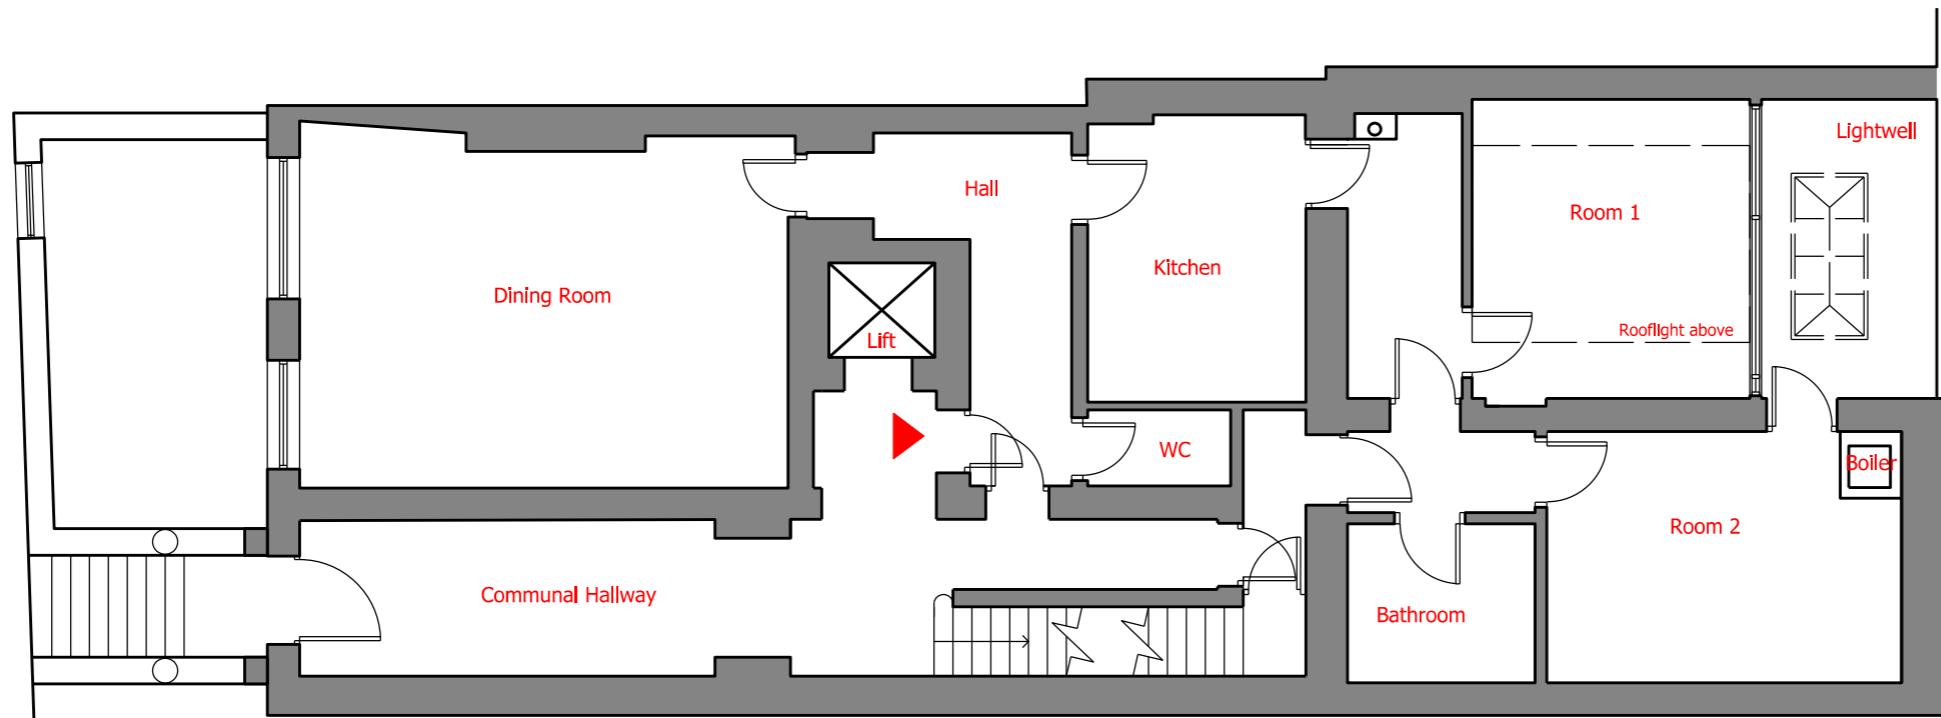 Lightwell
Hall
Room 1
Kitchen
Dining Room
Rooflight above
Lift
WC
Boiler
Room 2
Communal Hallway
Bathroom